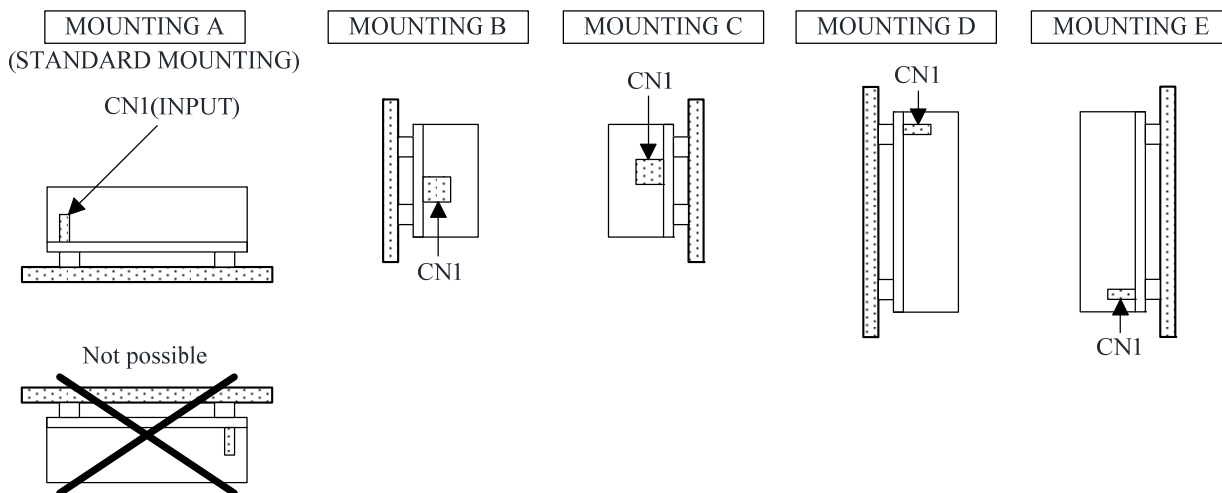 MOUNTING A
(STANDARD MOUNTING)
CN1(INPUT)
MOUNTING B
CN1
MOUNTING C
CN1
MOUNTING D
CN1
MOUNTING E
CN1
Not possible